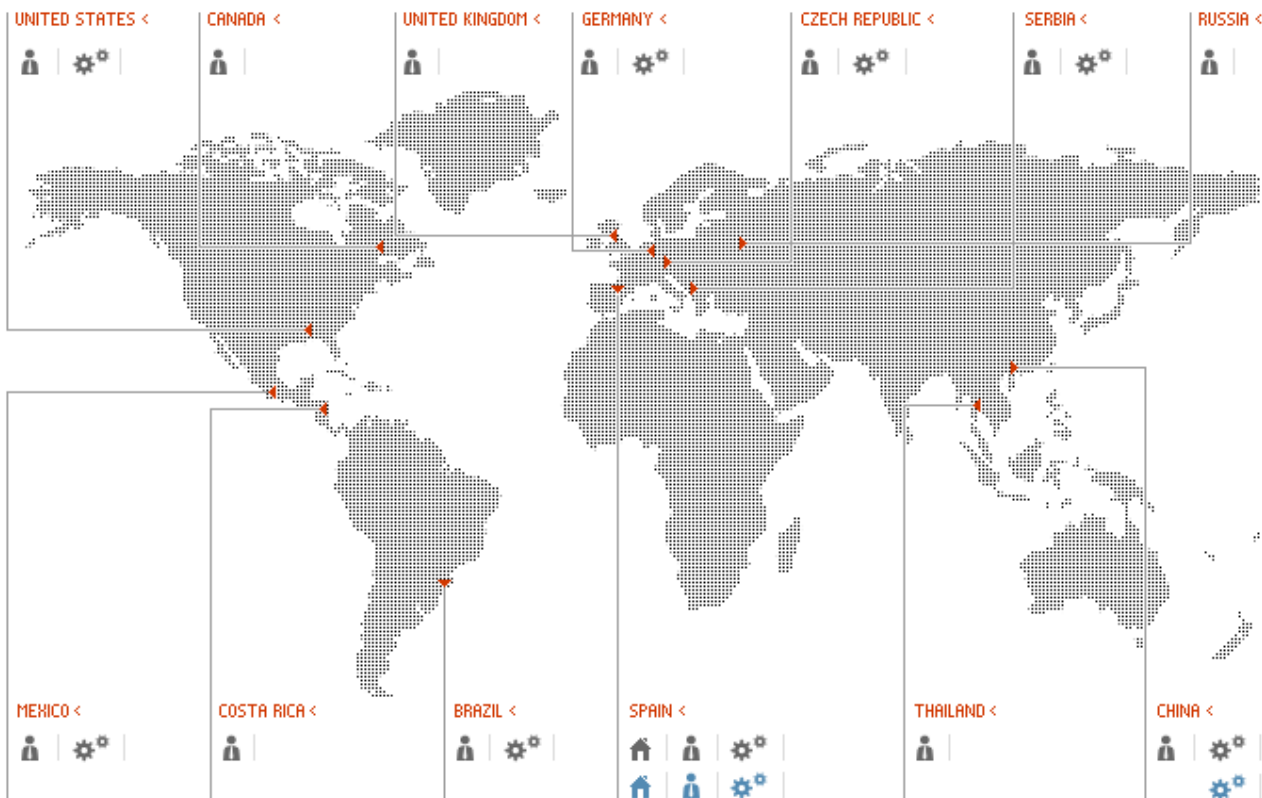 UNITED STATES <
CANADA <
UNITED KINGDOM <
GERMANY <
CZECH REPUBLIC <
SERBIA <
RUSSIA <
MEXICO <
COSTA RICA <
BRAZIL <
SPAIN <
THAILAND <
CHINA <